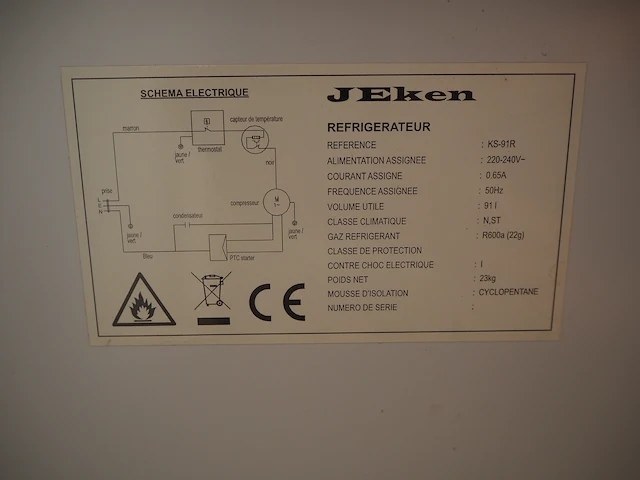 SCHEMA ELECTRIQUE
marron
capteur de température
jaune /
vert
thermostat
noir
prise
L
E
N
compresseur
M
condensateur
jaune /
vert
jaune /
vert
Bleu
PTC starter
CE
JEken
REFRIGERATEUR
REFERENCE : KS-91R
ALIMENTATION ASSIGNEE : 220-240V~
COURANT ASSIGNE : 0.65A
FREQUENCE ASSIGNEE : 50Hz
VOLUME UTILE : 91 l
CLASSE CLIMATIQUE : N,ST
GAZ REFRIGERANT : R600a (22g)
CLASSE DE PROTECTION
CONTRE CHOC ELECTRIQUE : I
POIDS NET : 23kg
MOUSSE D'ISOLATION : CYCLOPENTANE
NUMERO DE SERIE :